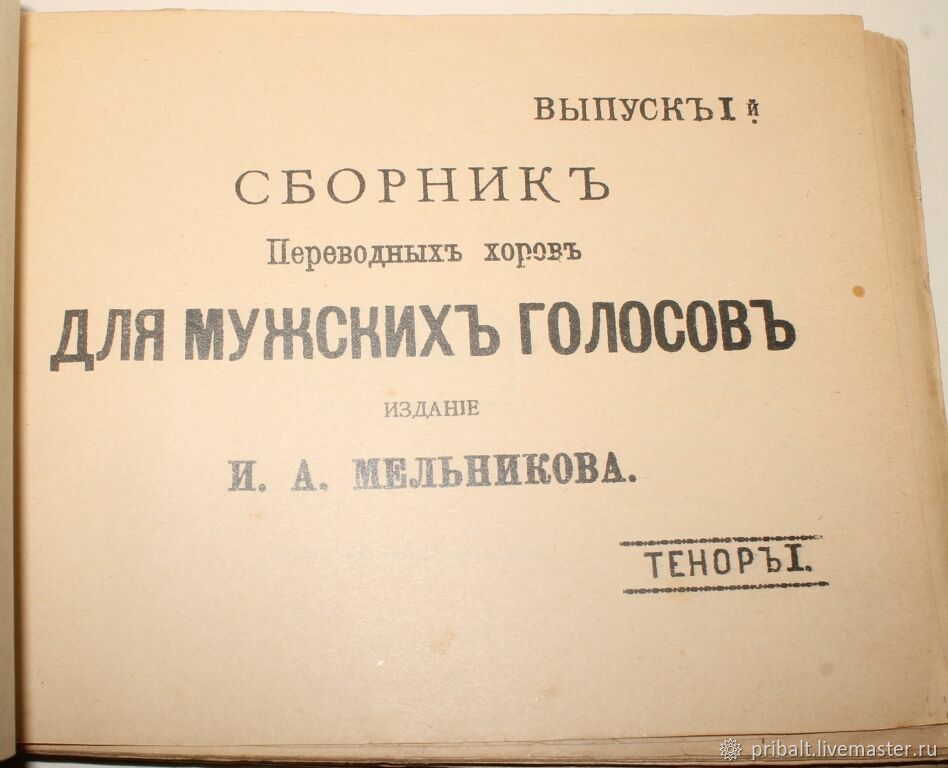 ВЫПУСКЪ I й
СБОРНИКЪ
Переводныхъ хоровъ
ДЛЯ МУЖСКИХЪ ГОЛОСОВЪ
ИЗДАНІЕ
И. А. МЕЛЬНИКОВА.
ТЕНОРЪ I.
pribalt.livemaster.ru